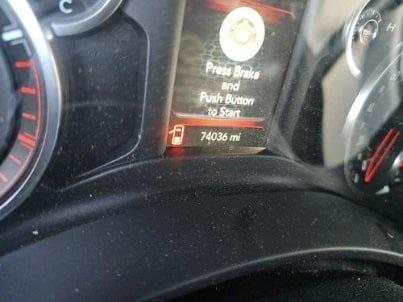 C
H
Press Brake
and
Push Button
to Start
74036 mi